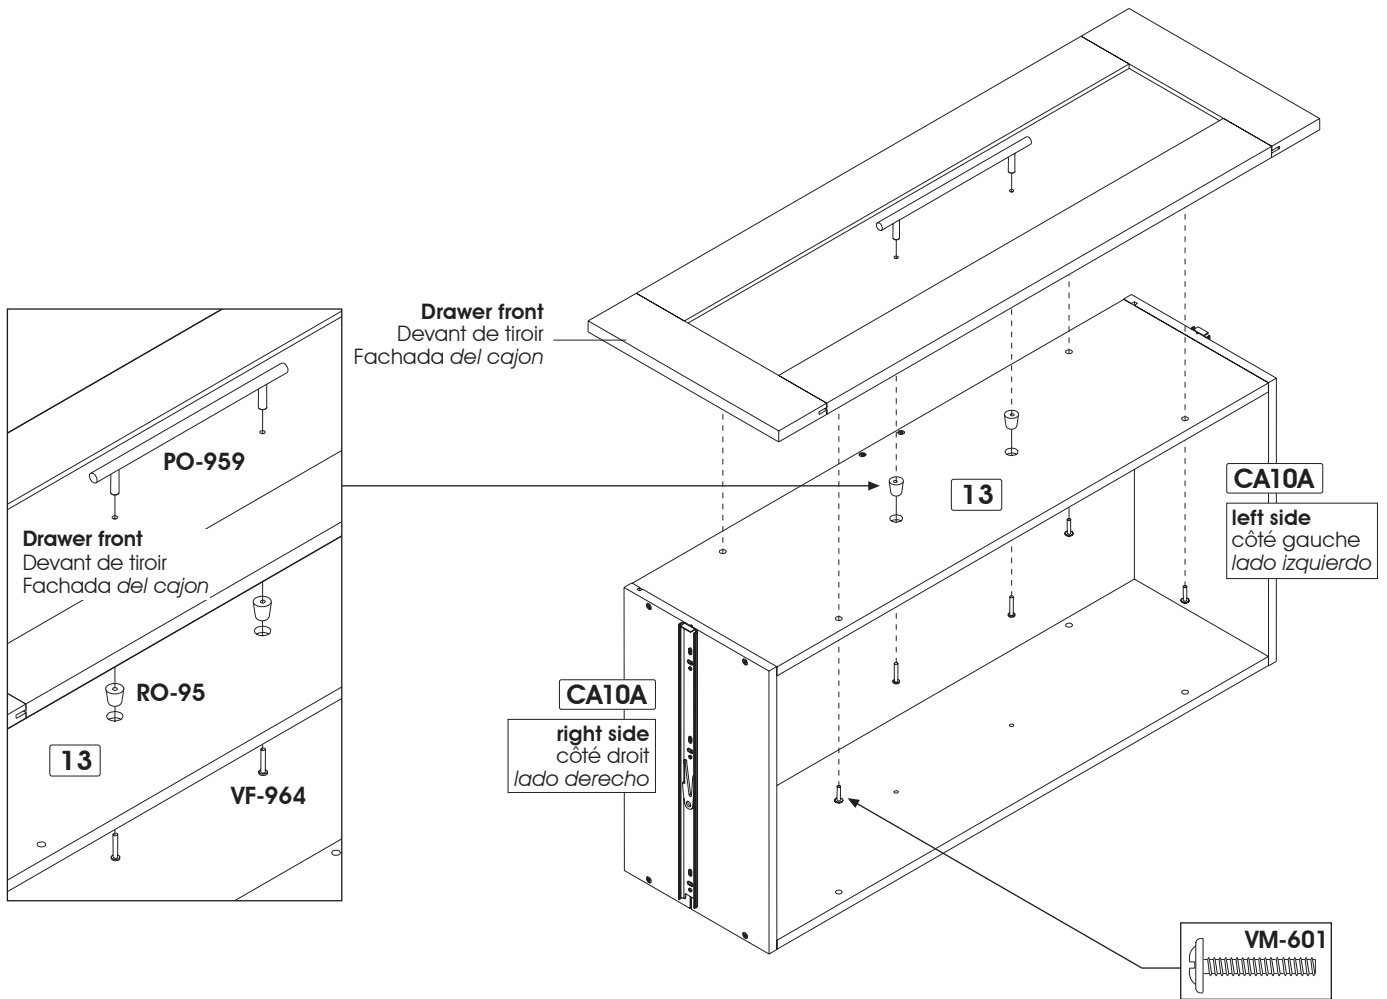 Drawer front
Devant de tiroir
Fachada del cajon
PO-959
Drawer front
Devant de tiroir
Fachada del cajon
RO-95
13
VF-964
13
CA10A
left side
côté gauche
lado izquierdo
CA10A
right side
côté droit
lado derecho
VM-601